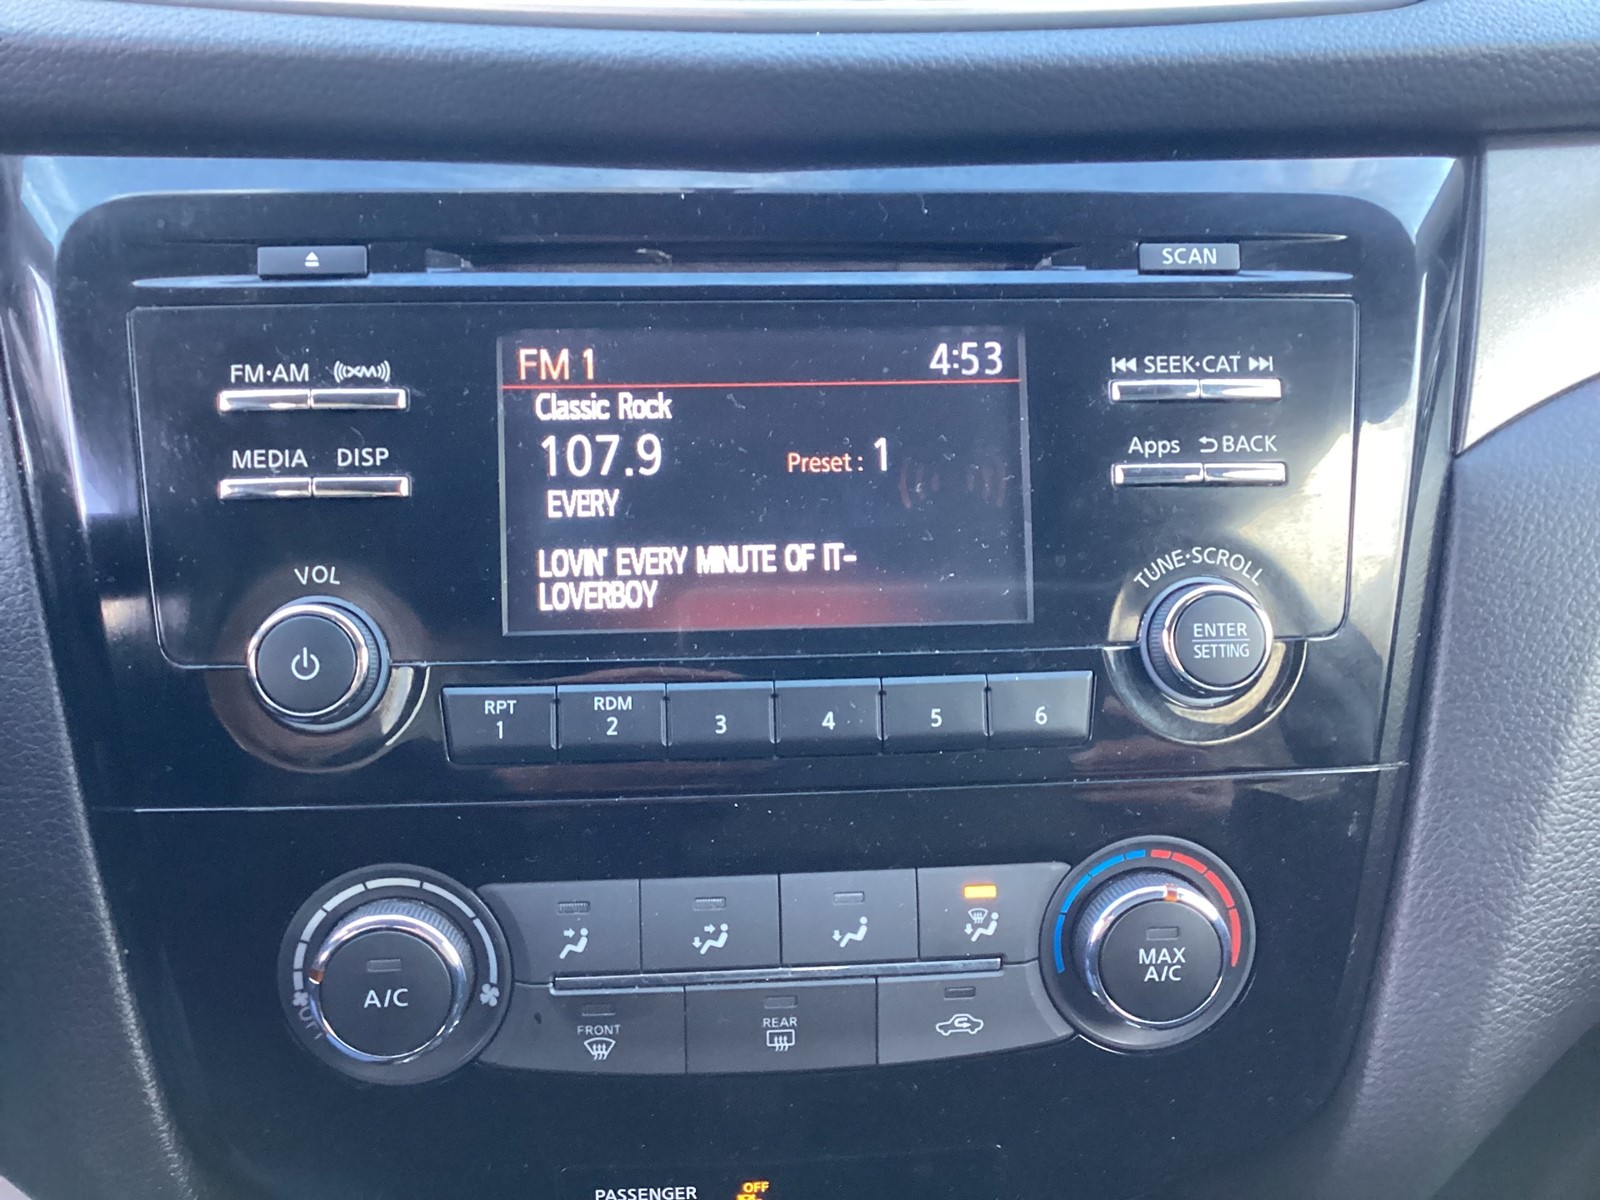 SCAN
FM·AM XM
SEEK·CAT
MEDIA DISP
Apps BACK
FM 1 4:53
Classic Rock
107.9 Preset: 1
EVERY
LOVIN' EVERY MINUTE OF IT-
LOVERBOY
VOL
TUNE·SCROLL
ENTER
SETTING
RPT
1
RDM
2
3
4
5
6
A/C
OFF
MAX
A/C
FRONT
REAR
PASSENGER
OFF